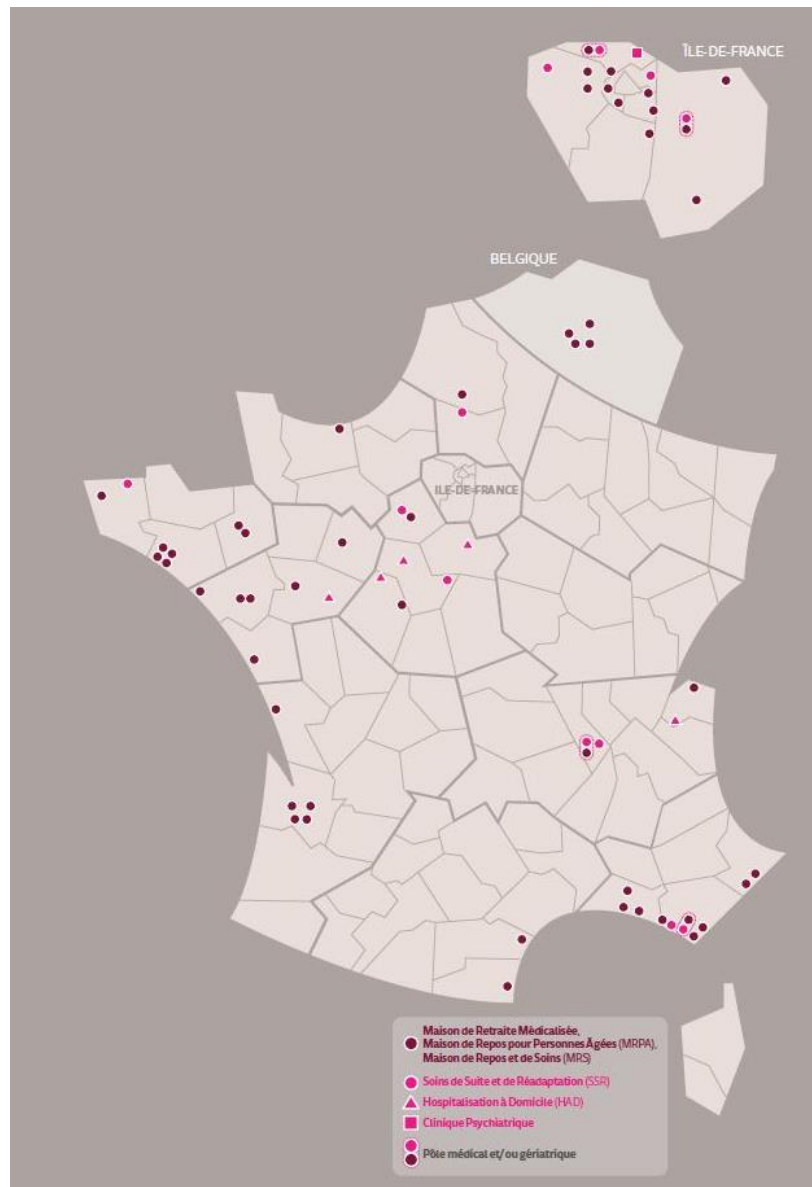 ÎLE-DE-FRANCE
BELGIQUE
ILE-DE-FRANCE
Maison de Retraite Médicalisée,
Maison de Repos pour Personnes Âgées (MRPA),
Maison de Repos et de Soins (MRS)
Soins de Suite et de Réadaptation (SSR)
Hospitalisation à Domicile (HAD)
Clinique Psychiatrique
Pôle médical et/ou gériatrique